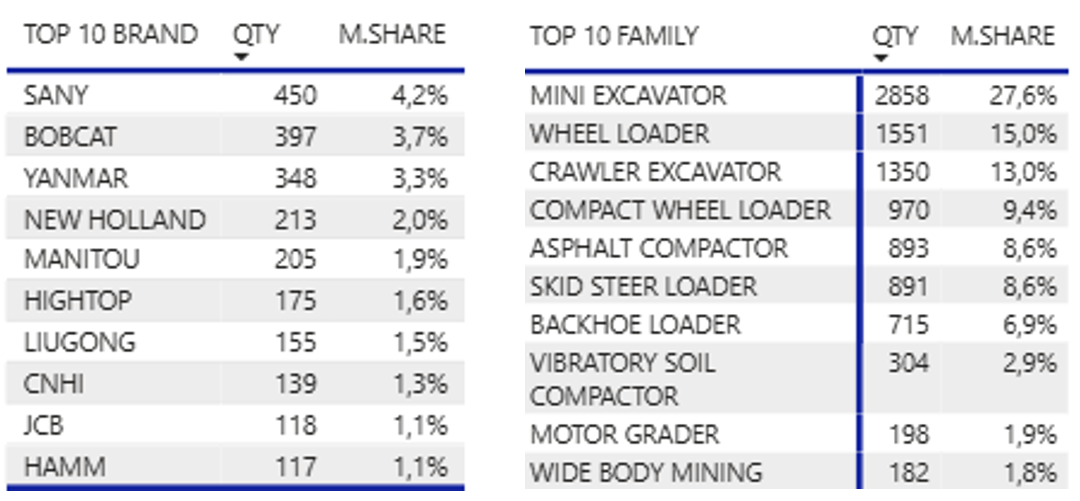 TOP 10 BRAND QTY M.SHARE
SANY 450 4,2%
BOBCAT 397 3,7%
YANMAR 348 3,3%
NEW HOLLAND 213 2,0%
MANITOU 205 1,9%
HIGHTOP 175 1,6%
LIUGONG 155 1,5%
CNHI 139 1,3%
JCB 118 1,1%
HAMM 117 1,1%
TOP 10 FAMILY QTY M.SHARE
MINI EXCAVATOR 2858 27,6%
WHEEL LOADER 1551 15,0%
CRAWLER EXCAVATOR 1350 13,0%
COMPACT WHEEL LOADER 970 9,4%
ASPHALT COMPACTOR 893 8,6%
SKID STEER LOADER 891 8,6%
BACKHOE LOADER 715 6,9%
VIBRATORY SOIL 304 2,9%
COMPACTOR
MOTOR GRADER 198 1,9%
WIDE BODY MINING 182 1,8%